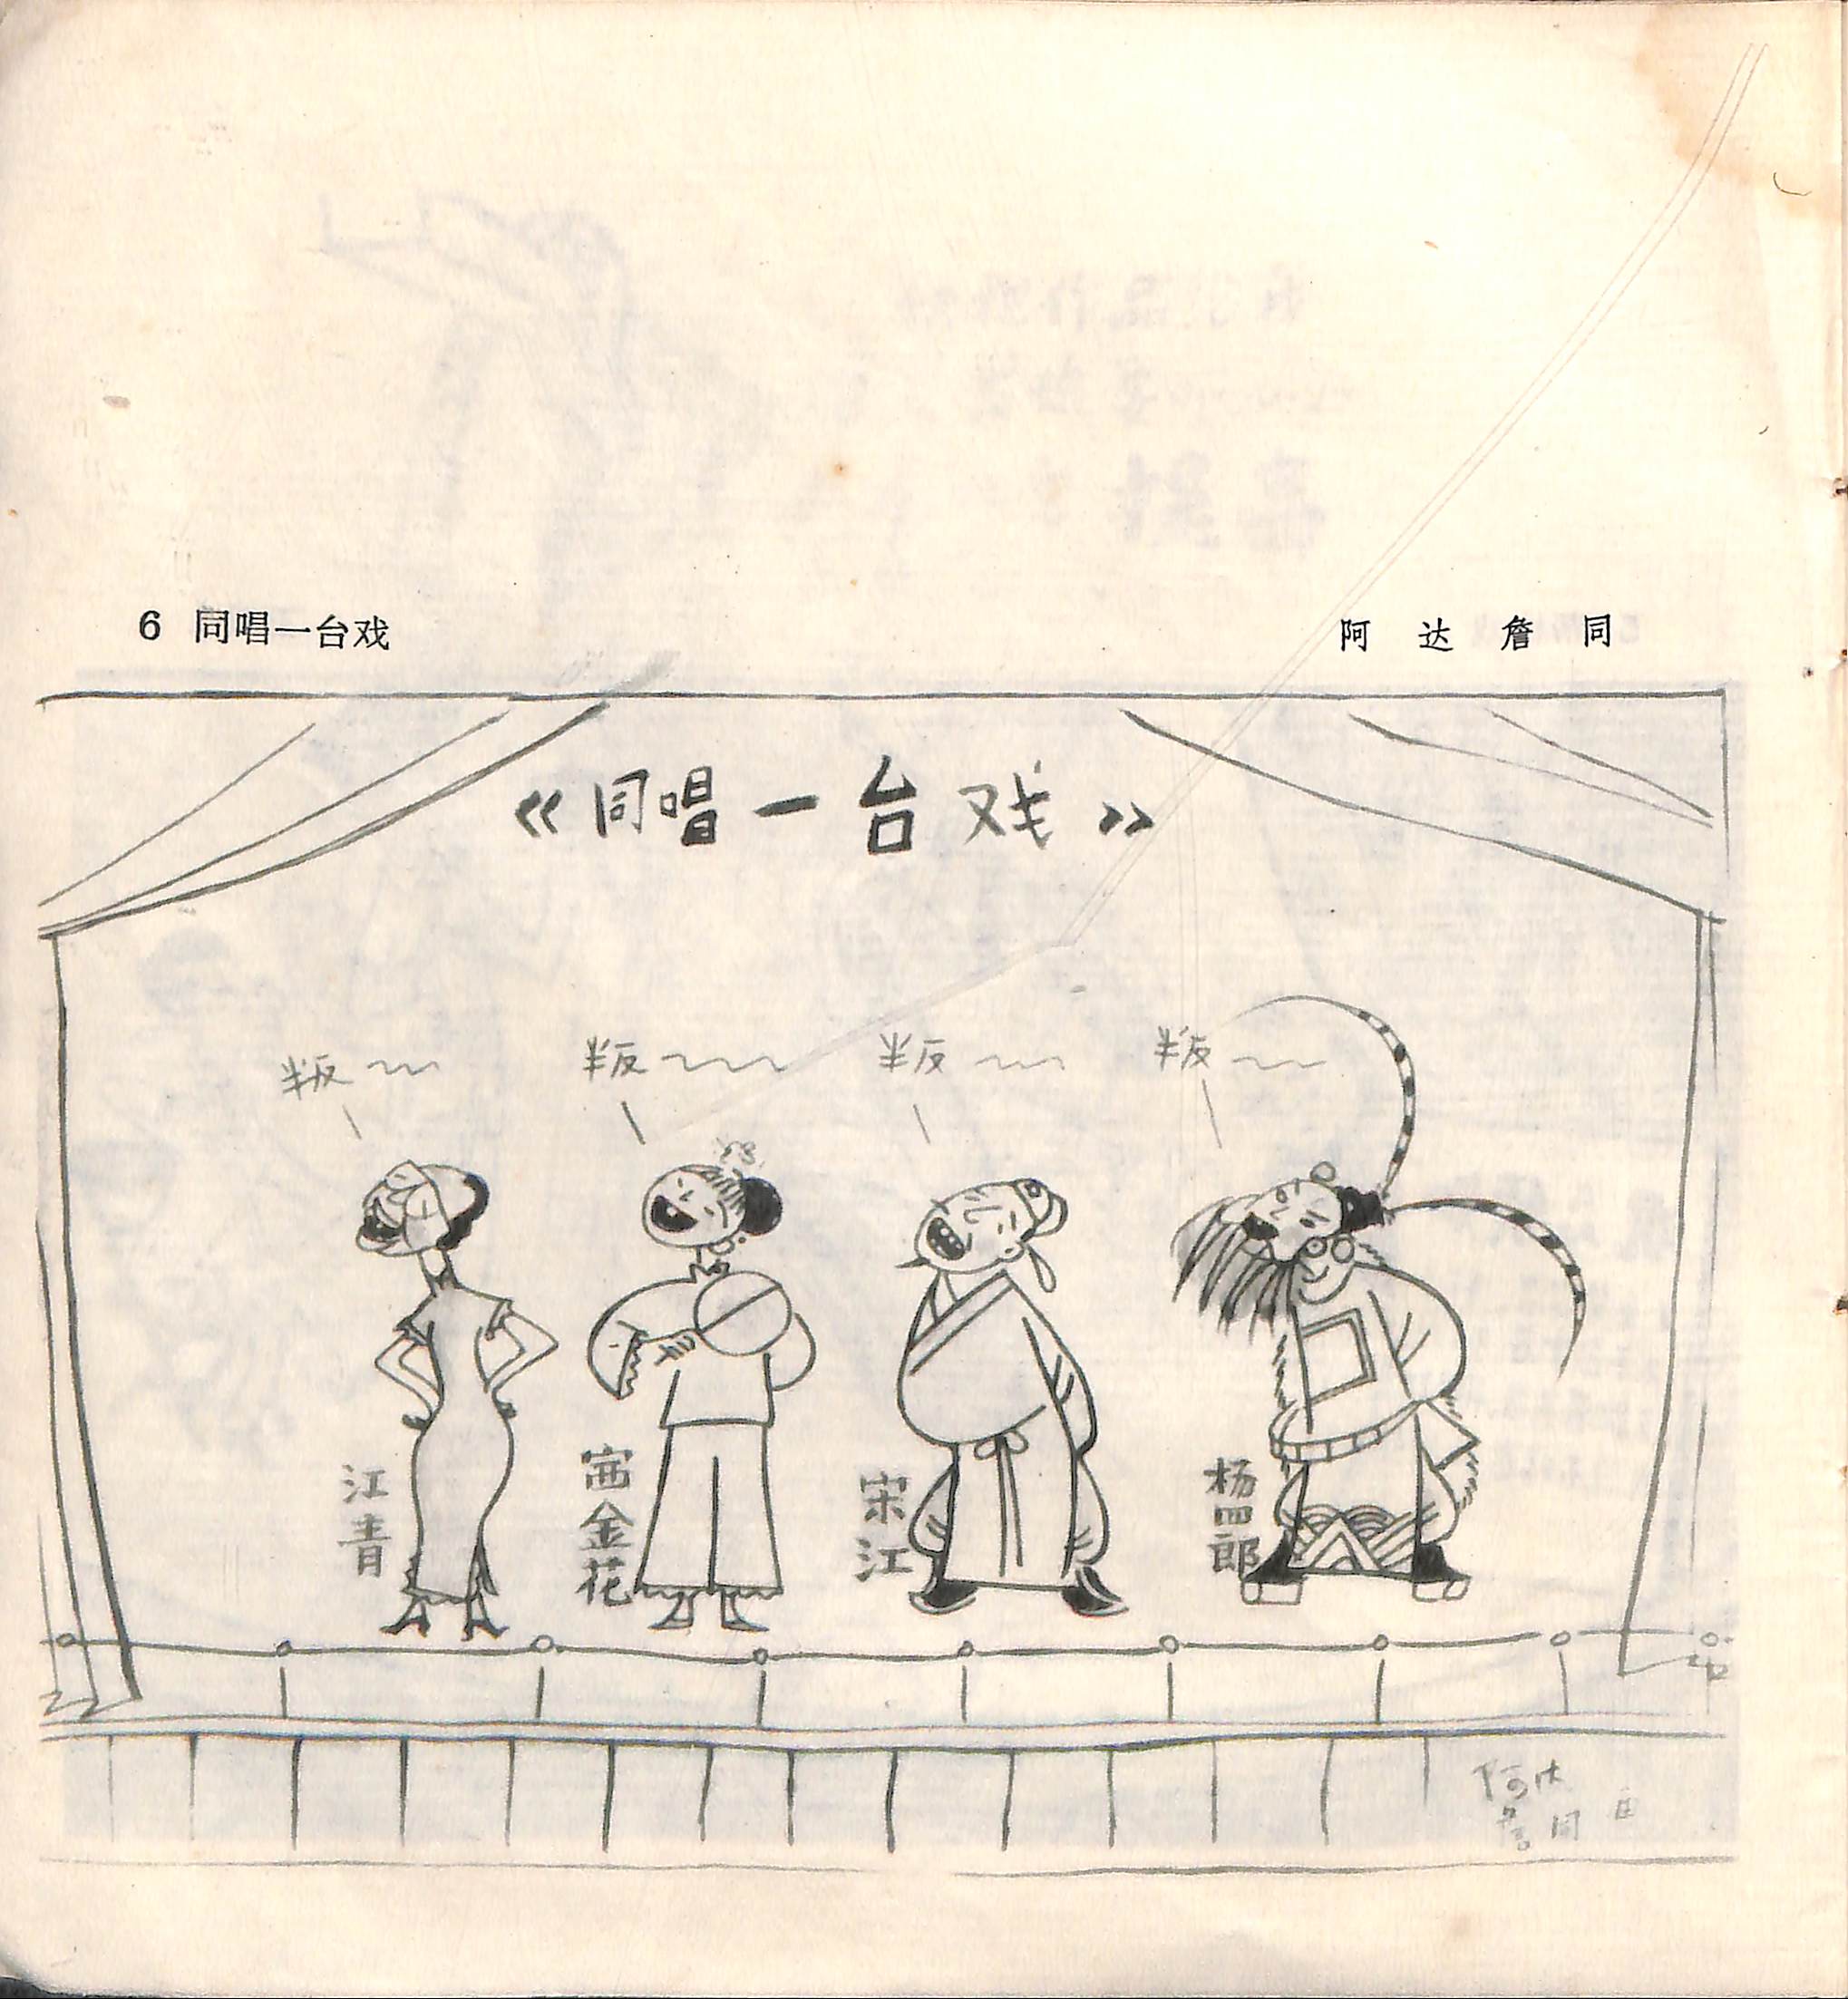 6 同唱一台戏
阿达 詹同
《同唱一台戏》
叛
叛
叛
叛
江青
赛金花
宋江
杨四郎
阿达
詹同 画